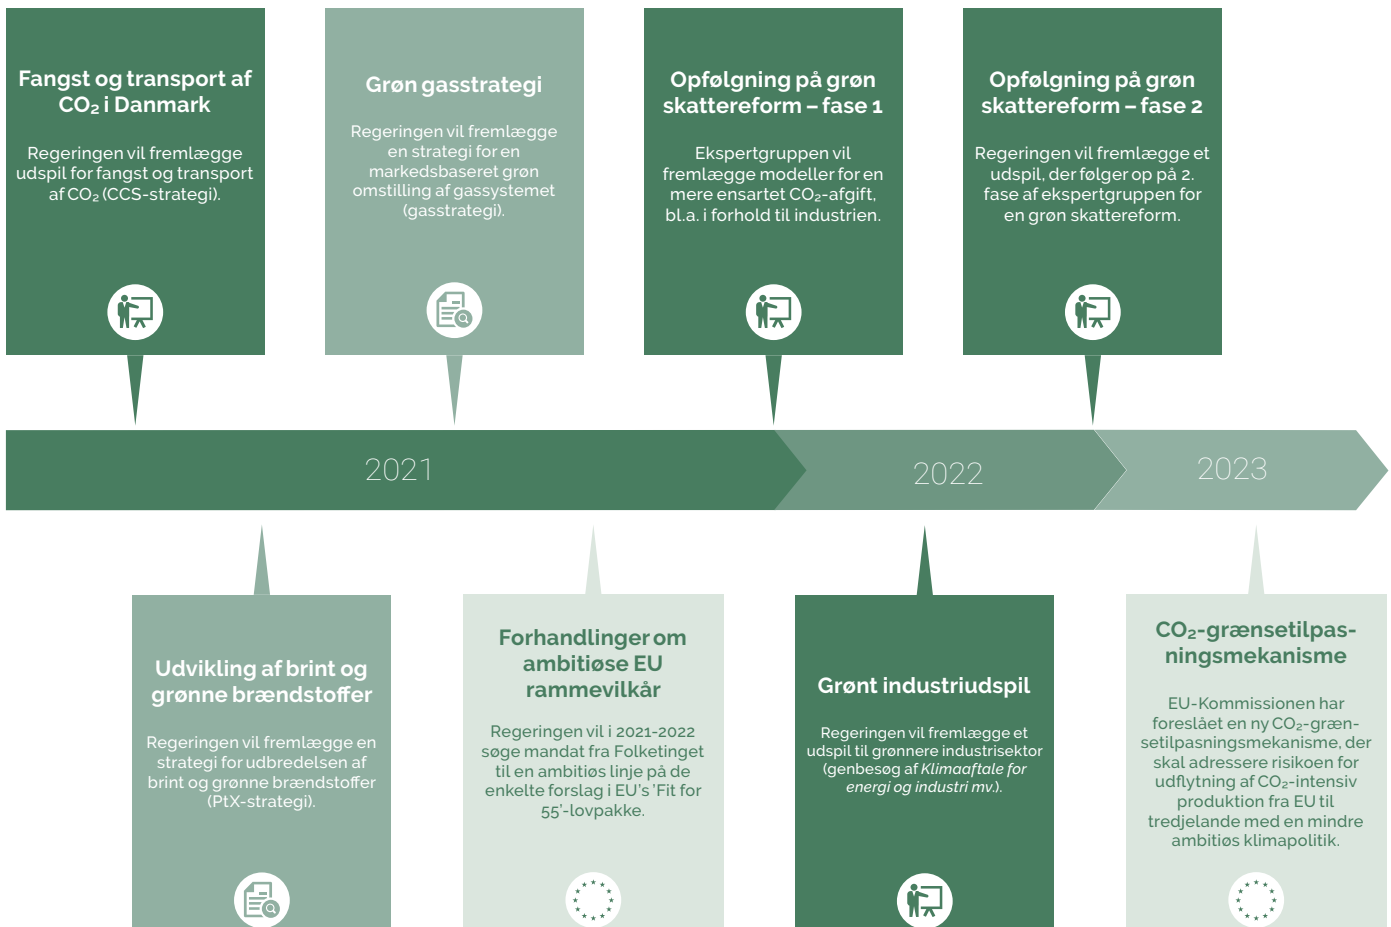 Fangst og transport af
CO₂ i Danmark
Regeringen vil fremlægge
udspil for fangst og transport
af CO₂ (CCS-strategi).
Grøn gasstrategi
Regeringen vil fremlægge
en strategi for en
markedsbaseret grøn
omstilling af gassystemet
(gasstrategi).
Opfølgning på grøn
skattereform – fase 1
Ekspertgruppen vil
fremlægge modeller for en
mere ensartet CO₂-afgift,
bl.a. i forhold til industrien.
Opfølgning på grøn
skattereform – fase 2
Regeringen vil fremlægge et
udspil, der følger op på 2.
fase af ekspertgruppen for
en grøn skattereform.
2021
2022
2023
Udvikling af brint og
grønne brændstoffer
Regeringen vil fremlægge en
strategi for udbredelsen af
brint og grønne brændstoffer
(PtX-strategi).
Forhandlinger om
ambitiøse EU
rammevilkår
Regeringen vil i 2021-2022
søge mandat fra Folketinget
til en ambitiøs linje på de
enkelte forslag i EU's 'Fit for
55'-lovpakke.
Grønt industriudspil
Regeringen vil fremlægge et
udspil til grønnere industrisektor
(genbesøg af Klimaaftale for
energi og industri mv.).
CO₂-grænsetilpas-
ningsmekanisme
EU-Kommissionen har
foreslået en ny CO₂-græn-
setilpasningsmekanisme, der
skal adressere risikoen for
udflytning af CO₂-intensiv
produktion fra EU til
tredjelande med en mindre
ambitiøs klimapolitik.